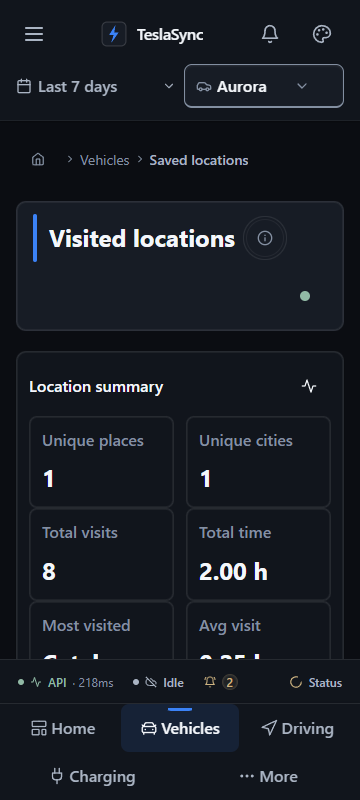 TeslaSync
Last 7 days
Aurora
Vehicles
Saved locations
Visited locations
Location summary
Unique places
Unique cities
1
1
Total visits
Total time
8
2.00 h
Most visited
Avg visit
API · 218ms
Idle
2
Status
Home
Vehicles
Driving
Charging
More